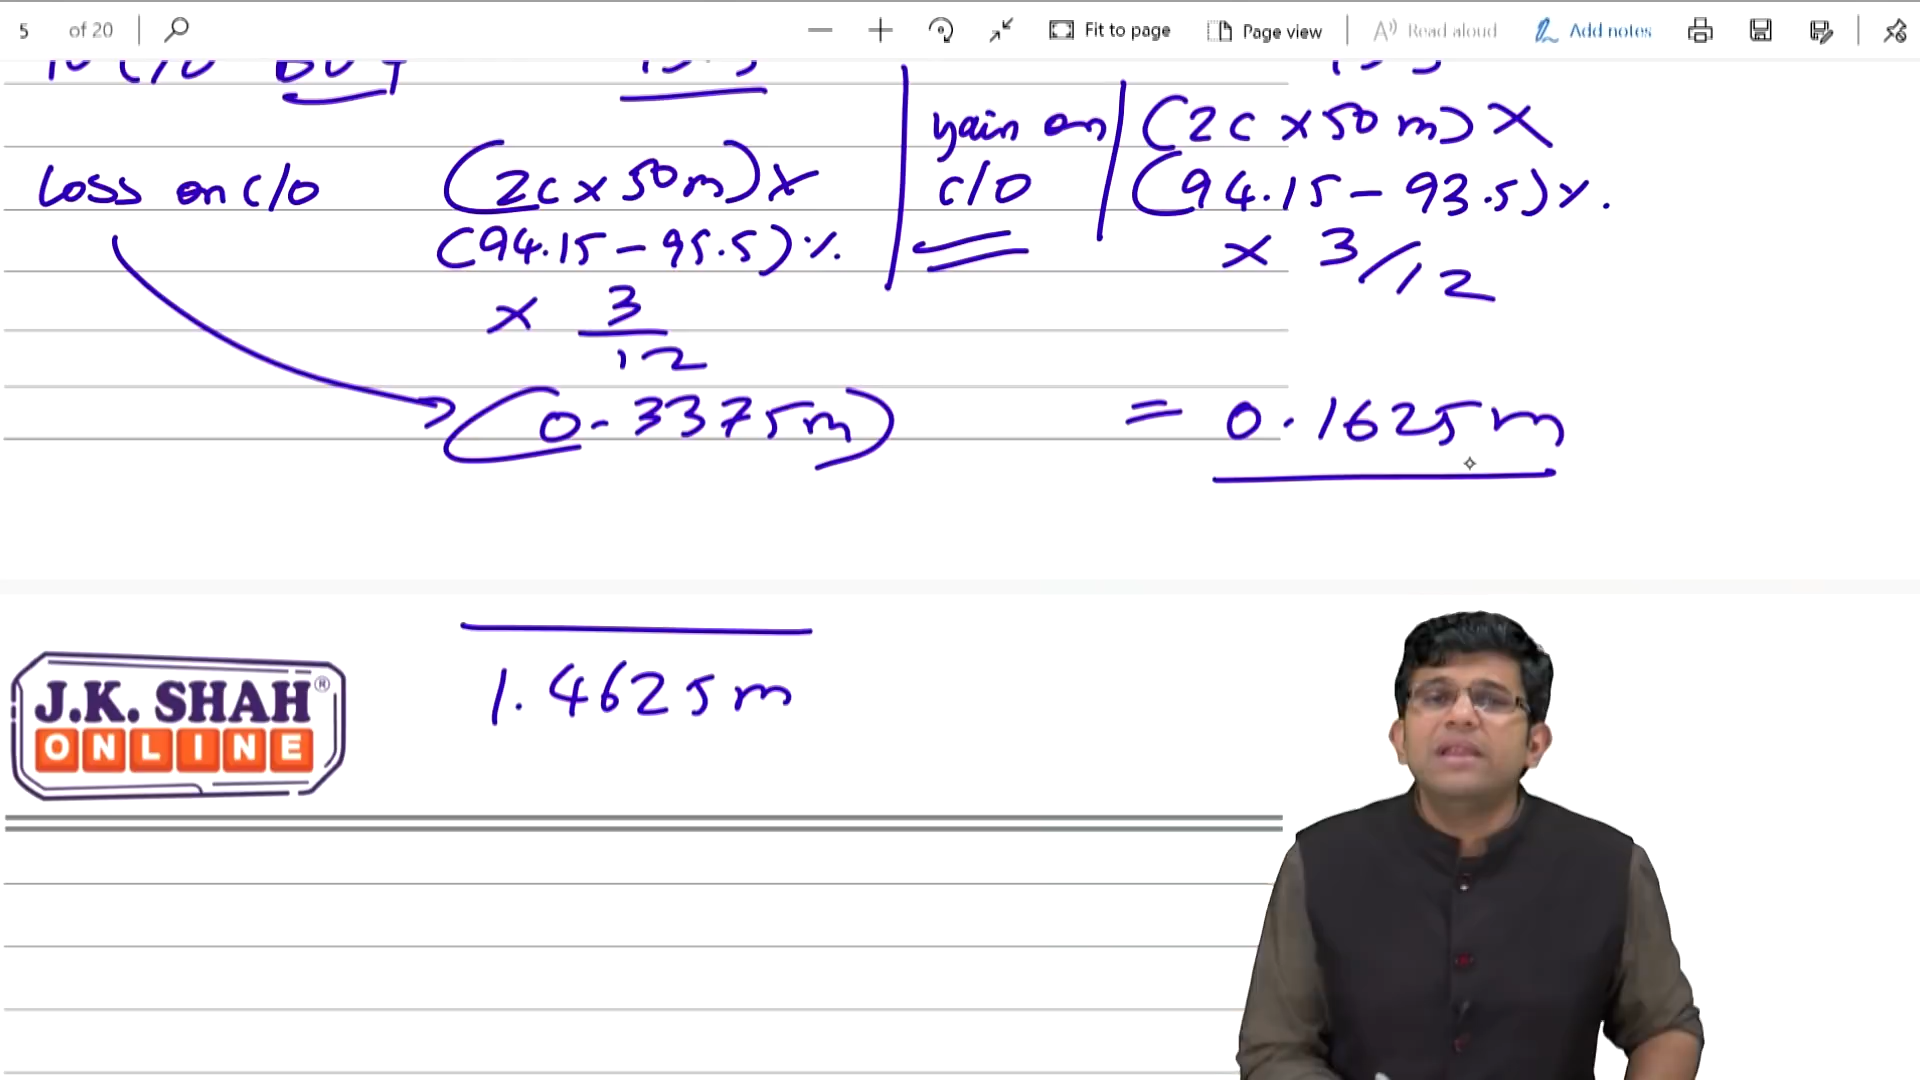 5 of 20
Fit to page
Page view
Read aloud
Add notes
to c/o BUY
loss on c/o
(2c x 50m) x
(94.15 - 95.5)%
x 3/12
(0.3375m)
gain on
c/o
(2c x 50m) x
(94.15 - 93.5)%.
x 3/12
= 0.1625m
1.4625m
J.K. SHAH®
ONLINE